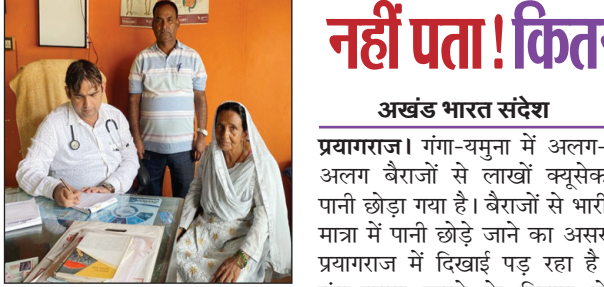 नहीं पता! कित
अखंड भारत संदेश
प्रयागराज। गंगा-यमुना में अलग-
अलग बैराजों से लाखों क्यूसेक
पानी छोड़ा गया है। बैराजों से भारी
मात्रा में पानी छोड़े जाने का असर
प्रयागराज में दिखाई पड़ रहा है